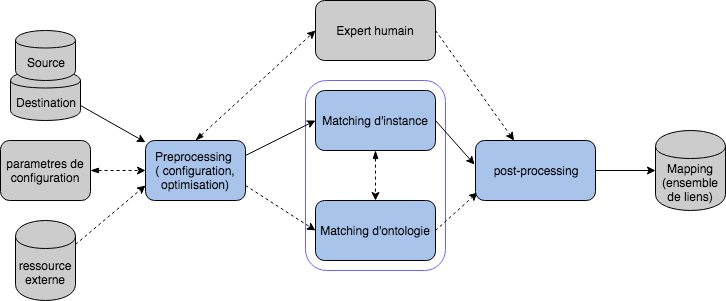 Source
Destination
parametres de
configuration
ressource
externe
Preprocessing
( configuration,
optimisation)
Expert humain
Matching d'instance
Matching d'ontologie
post-processing
Mapping
(ensemble
de liens)